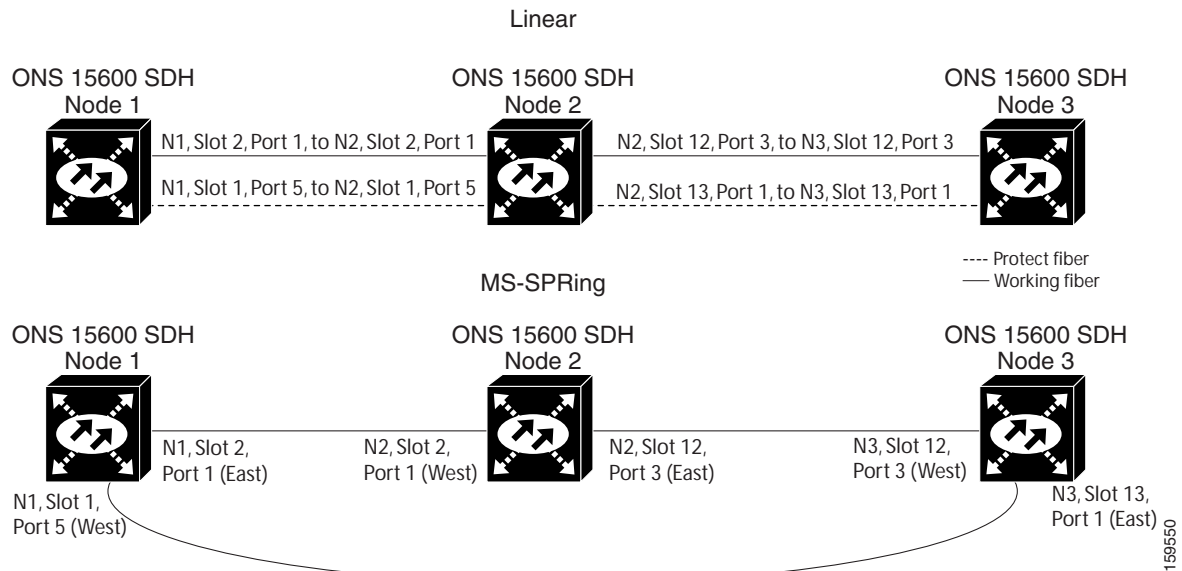 Linear
ONS 15600 SDH
Node 1
ONS 15600 SDH
Node 2
ONS 15600 SDH
Node 3
N1, Slot 2, Port 1, to N2, Slot 2, Port 1
N2, Slot 12, Port 3, to N3, Slot 12, Port 3
N1, Slot 1, Port 5, to N2, Slot 1, Port 5
N2, Slot 13, Port 1, to N3, Slot 13, Port 1
Protect fiber
Working fiber
MS-SPRing
ONS 15600 SDH
Node 1
ONS 15600 SDH
Node 2
ONS 15600 SDH
Node 3
N1, Slot 2,
Port 1 (East)
N2, Slot 2,
Port 1 (West)
N2, Slot 12,
Port 3 (East)
N3, Slot 12,
Port 3 (West)
N1, Slot 1,
Port 5 (West)
N3, Slot 13,
Port 1 (East)
159550